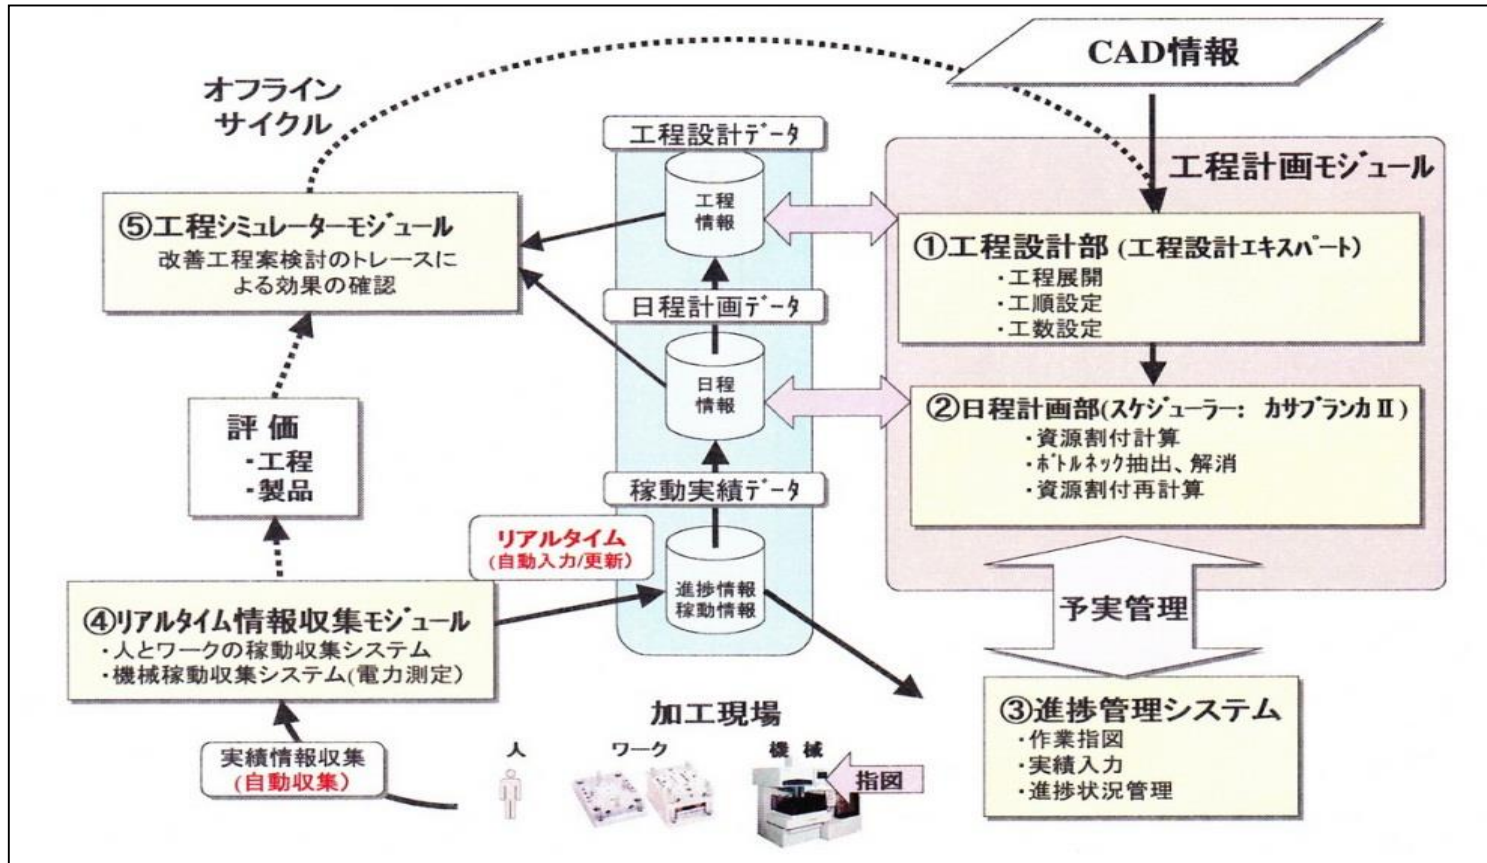 CAD情報
オフライン
サイクル
工程設計ﾃﾞｰﾀ
工程計画ﾓｼﾞｭｰﾙ
工程
情報
⑤工程ｼﾐｭﾚｰﾀｰﾓｼﾞｭｰﾙ
改善工程案検討のトレースに
よる効果の確認
①工程設計部(工程設計ｴｷｽﾊﾟｰﾄ)
・工程展開
・工順設定
・工数設定
日程計画ﾃﾞｰﾀ
日程
情報
②日程計画部(ｽｹｼﾞｭｰﾗｰ: ｶｻﾌﾞﾗﾝｶⅡ)
・資源割付計算
・ﾎﾞﾄﾙﾈｯｸ抽出、解消
・資源割付再計算
評価
・工程
・製品
稼動実績ﾃﾞｰﾀ
リアルタイム
(自動入力/更新)
進捗情報
稼動情報
予実管理
④ﾘｱﾙﾀｲﾑ情報収集ﾓｼﾞｭｰﾙ
・人とワークの稼動収集システム
・機械稼動収集システム(電力測定)
③進捗管理システム
・作業指図
・実績入力
・進捗状況管理
加工現場
人
ワーク
機械
指図
実績情報収集
(自動収集)